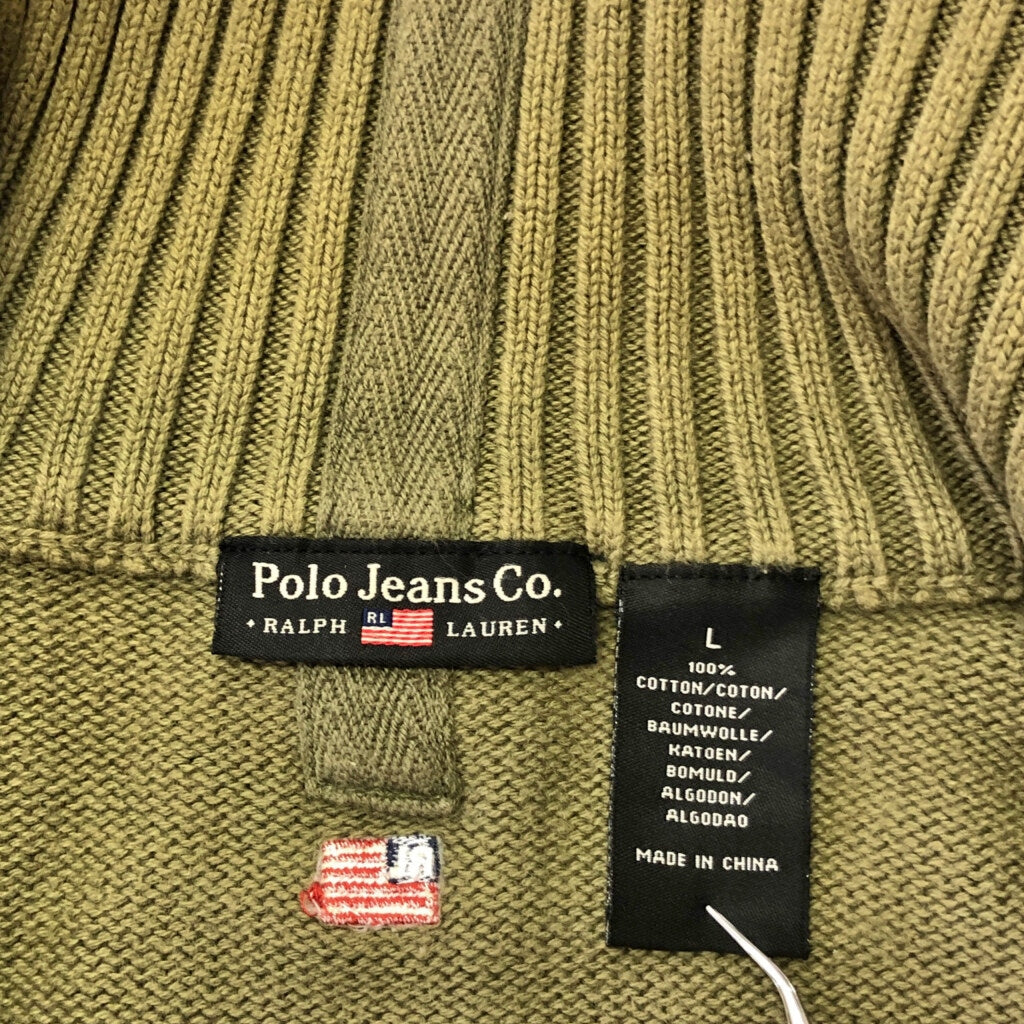 Polo Jeans Co.
RALPH RL LAUREN
L
100%
COTTON/COTON/
COTONE/
BAUMWOLLE/
KATOEN/
BOMULD/
ALGODON/
ALGODAO
MADE IN CHINA